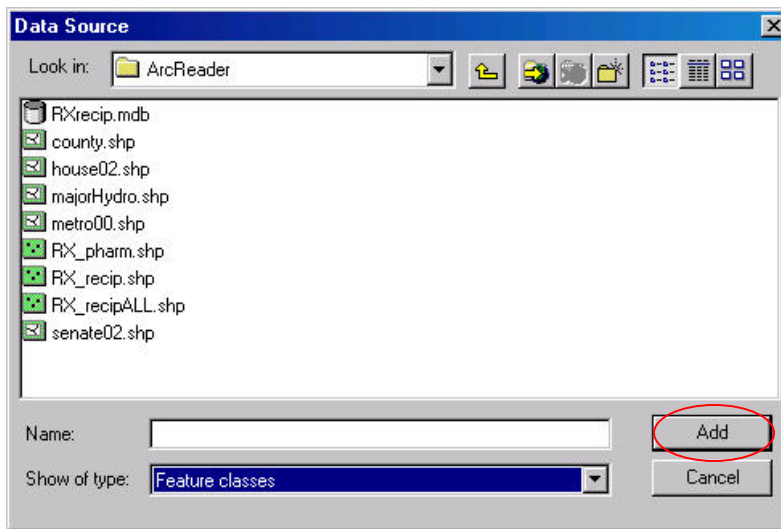 Data Source
Look in: ArcReader
RXrecip.mdb
county.shp
house02.shp
majorHydro.shp
metro00.shp
RX_pharm.shp
RX_recip.shp
RX_recipALL.shp
senate02.shp
Name: Add
Show of type: Feature classes Cancel